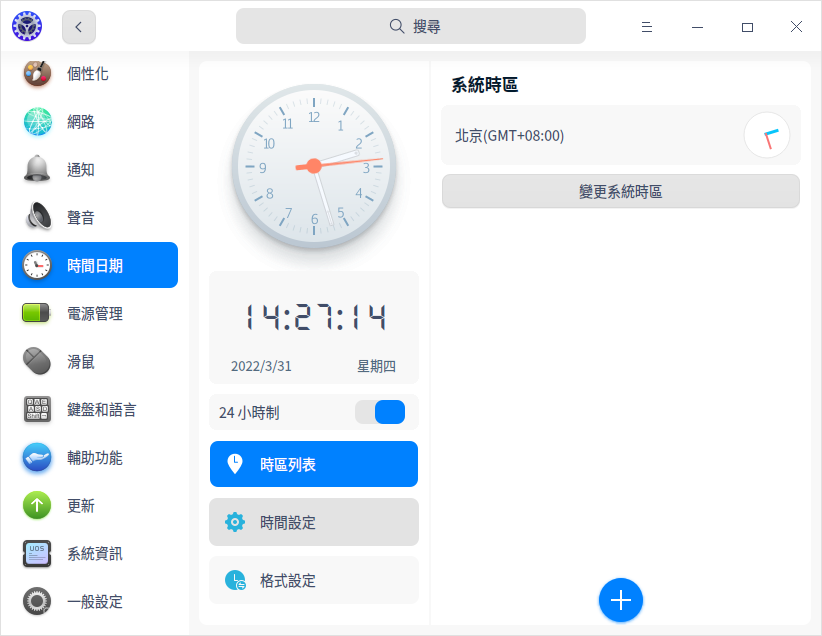 搜尋
個性化
網路
通知
聲音
時間日期
電源管理
滑鼠
鍵盤和語言
輔助功能
更新
UOS
系統資訊
一般設定
12
1
2
3
4
5
6
7
8
9
10
11
14:27:14
2022/3/31 星期四
24 小時制
時區列表
時間設定
格式設定
系統時區
北京(GMT+08:00)
變更系統時區